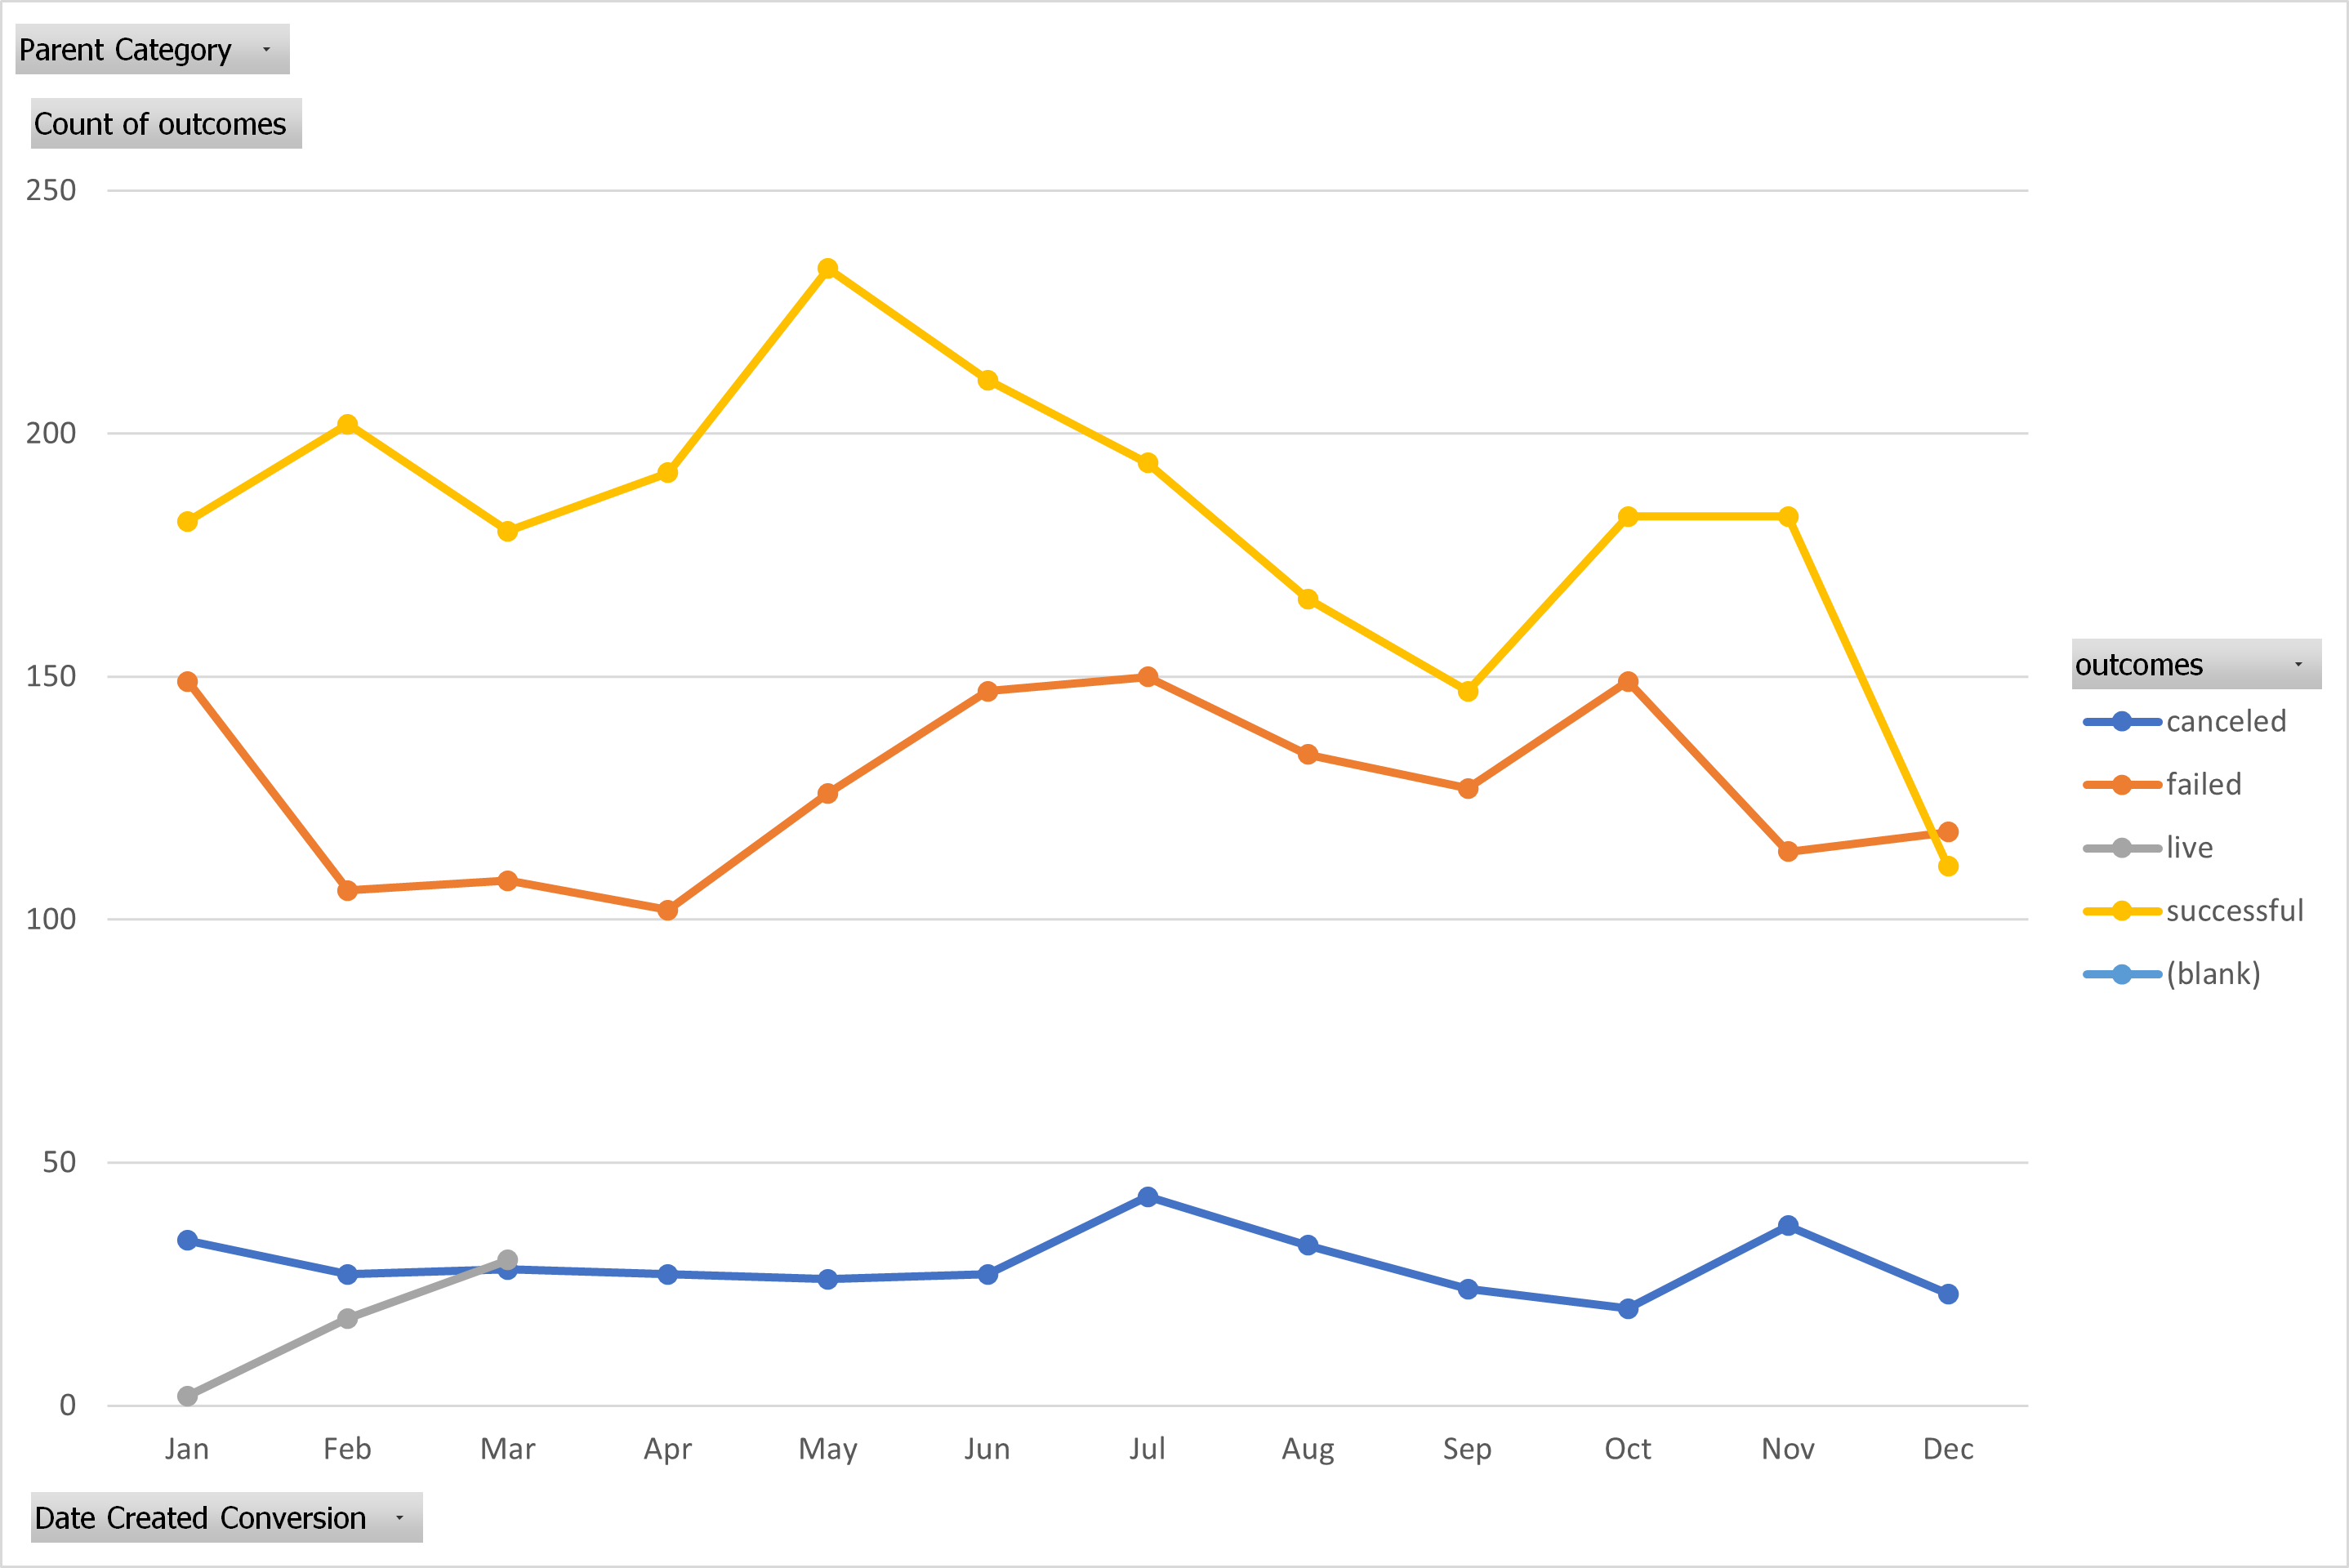 Parent Category
Count of outcomes
250
200
150
100
50
0
Jan Feb Mar Apr May Jun Jul Aug Sep Oct Nov Dec
outcomes
canceled
failed
live
successful
(blank)
Date Created Conversion